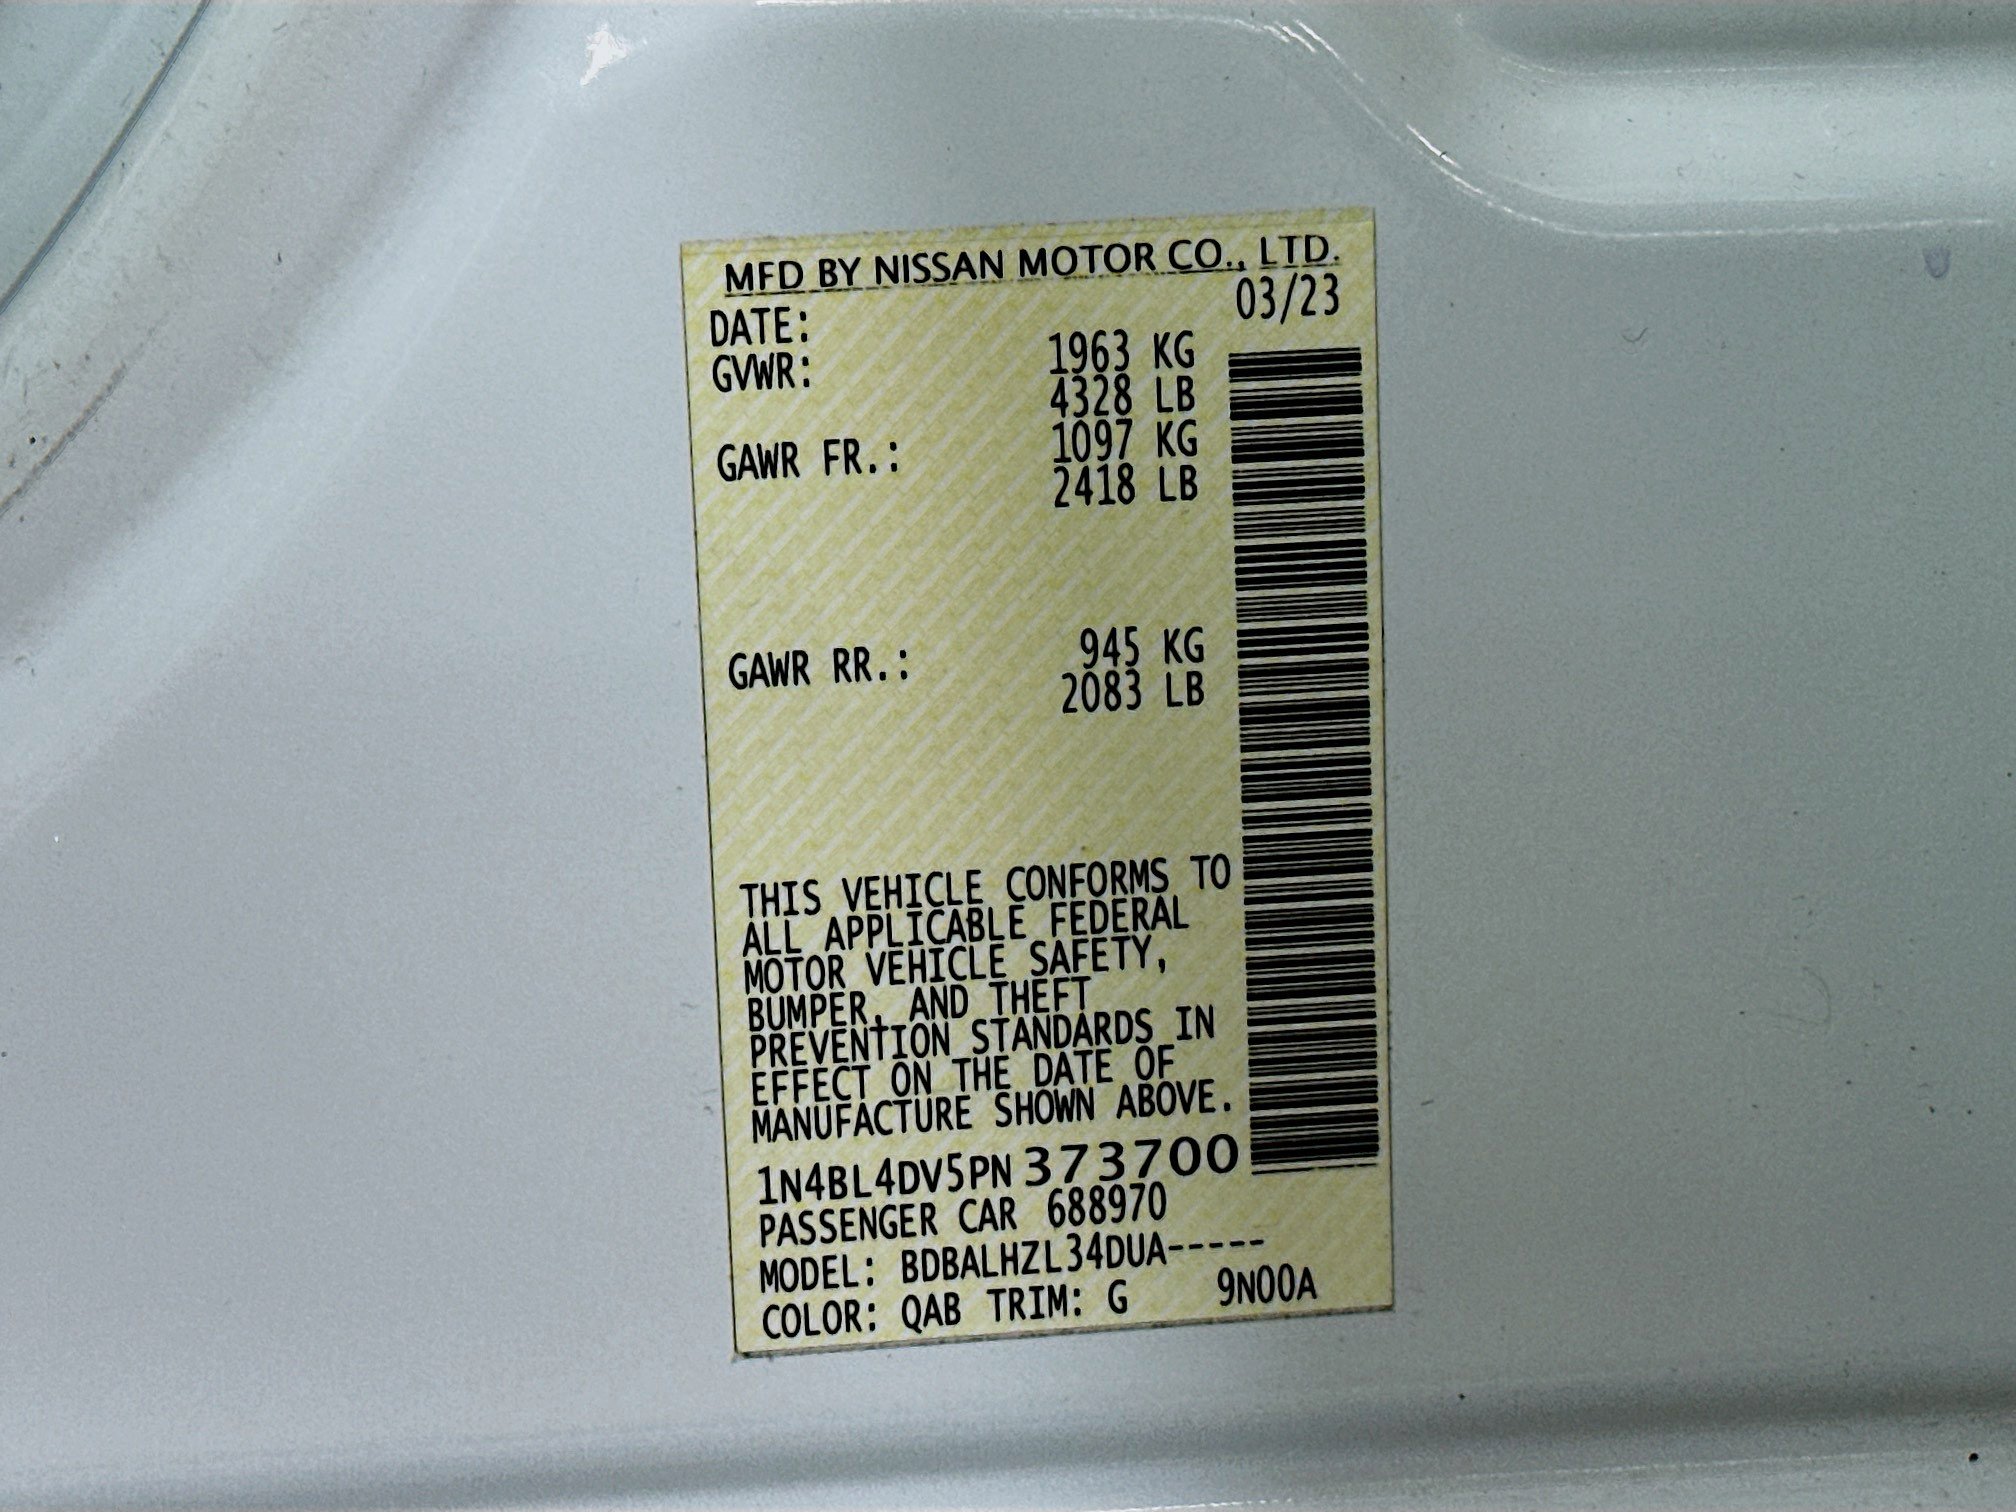 MFD BY NISSAN MOTOR CO., LTD.
DATE: 03/23
GVWR: 1963 KG
4328 LB
GAWR FR.: 1097 KG
2418 LB
GAWR RR.: 945 KG
2083 LB
THIS VEHICLE CONFORMS TO
ALL APPLICABLE FEDERAL
MOTOR VEHICLE SAFETY,
BUMPER, AND THEFT
PREVENTION STANDARDS IN
EFFECT ON THE DATE OF
MANUFACTURE SHOWN ABOVE.
1N4BL4DV5PN373700
PASSENGER CAR 688970
MODEL: BDBALHZL34DUA-----
COLOR: QAB TRIM: G 9N00A